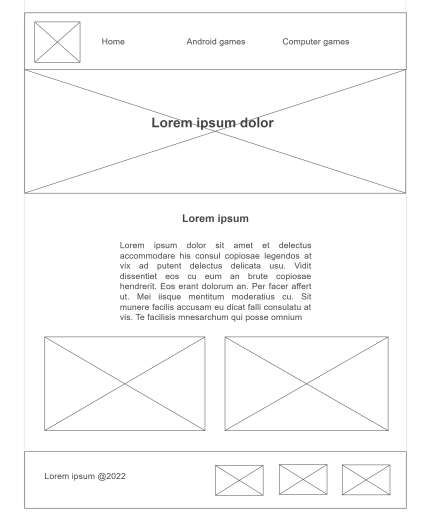 Home Android games Computer games
Lorem ipsum dolor
Lorem ipsum
Lorem ipsum dolor sit amet et delectus
accommodare his consul copiosae legendos at
vix ad putent delectus delicata usu. Vidit
dissentiet eos cu eum an brute copiosae
hendrerit. Eos erant dolorum an. Per facer affert
ut. Mei iisque mentitum moderatius cu. Sit
munere facilis accusam eu dicat falli consulatu at
vis. Te facilisis mnesarchum qui posse omnium
Lorem ipsum @2022